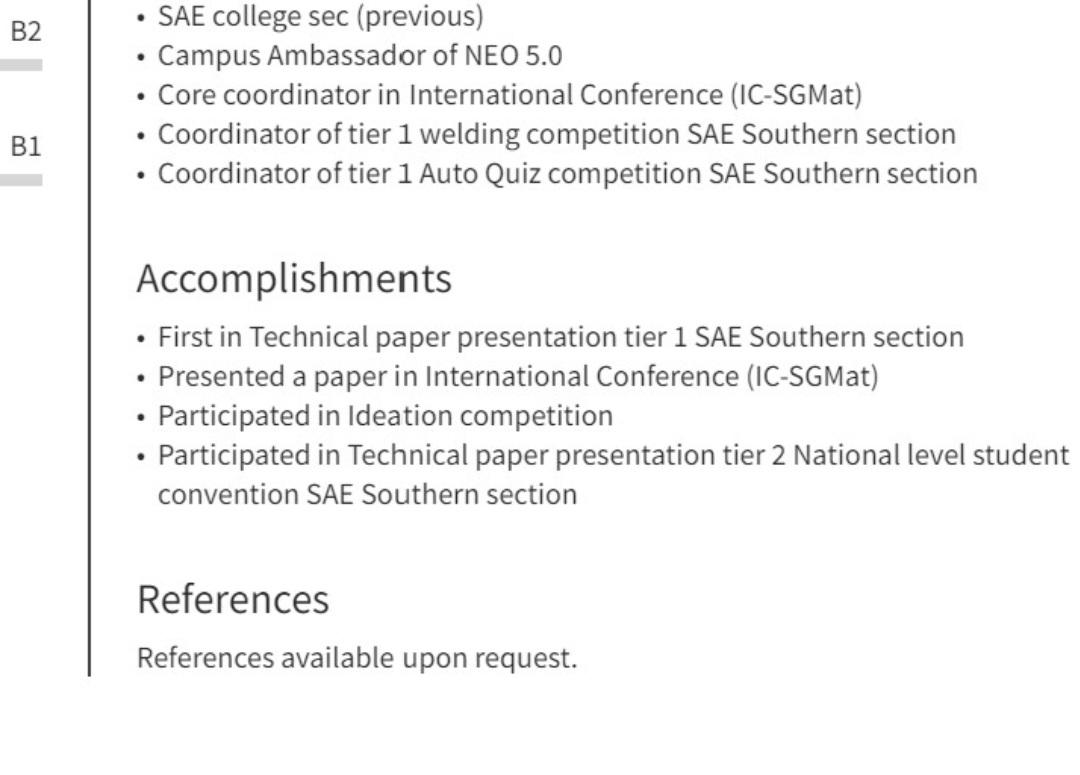 B2
B1
• SAE college sec (previous)
• Campus Ambassador of NEO 5.0
• Core coordinator in International Conference (IC-SGMat)
• Coordinator of tier 1 welding competition SAE Southern section
• Coordinator of tier 1 Auto Quiz competition SAE Southern section
Accomplishments
• First in Technical paper presentation tier 1 SAE Southern section
• Presented a paper in International Conference (IC-SGMat)
• Participated in Ideation competition
• Participated in Technical paper presentation tier 2 National level student
convention SAE Southern section
References
References available upon request.